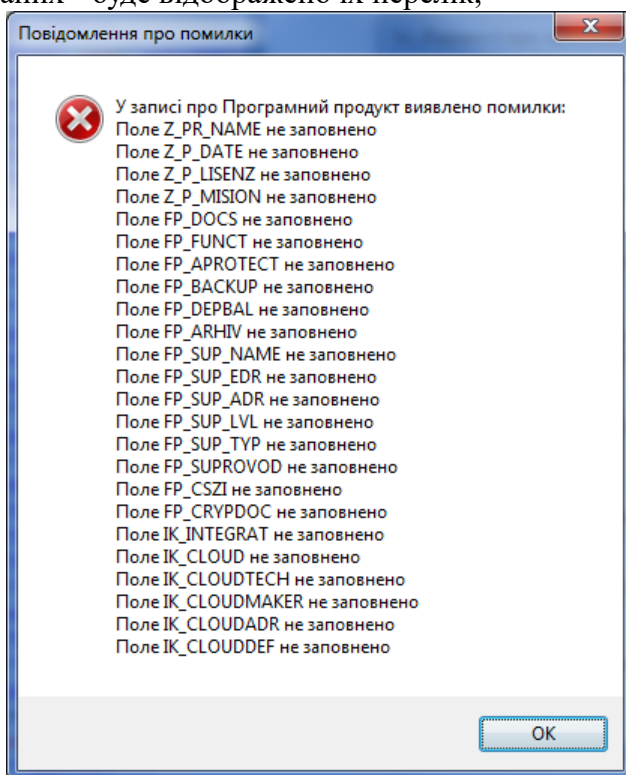 буде відображено їх перелік,
Повідомлення про помилки
У записі про Програмний продукт виявлено помилки:
Поле Z_PR_NAME не заповнено
Поле Z_P_DATE не заповнено
Поле Z_P_LISENZ не заповнено
Поле Z_P_MISION не заповнено
Поле FP_DOCS не заповнено
Поле FP_FUNCT не заповнено
Поле FP_APROTECT не заповнено
Поле FP_BACKUP не заповнено
Поле FP_DEPBAL не заповнено
Поле FP_ARHIV не заповнено
Поле FP_SUP_NAME не заповнено
Поле FP_SUP_EDR не заповнено
Поле FP_SUP_ADR не заповнено
Поле FP_SUP_LVL не заповнено
Поле FP_SUP_TYP не заповнено
Поле FP_SUPROVOD не заповнено
Поле FP_CSZI не заповнено
Поле FP_CRYPDOC не заповнено
Поле IK_INTEGRAT не заповнено
Поле IK_CLOUD не заповнено
Поле IK_CLOUDTECH не заповнено
Поле IK_CLOUDMAKER не заповнено
Поле IK_CLOUDADR не заповнено
Поле IK_CLOUDDEF не заповнено
OK